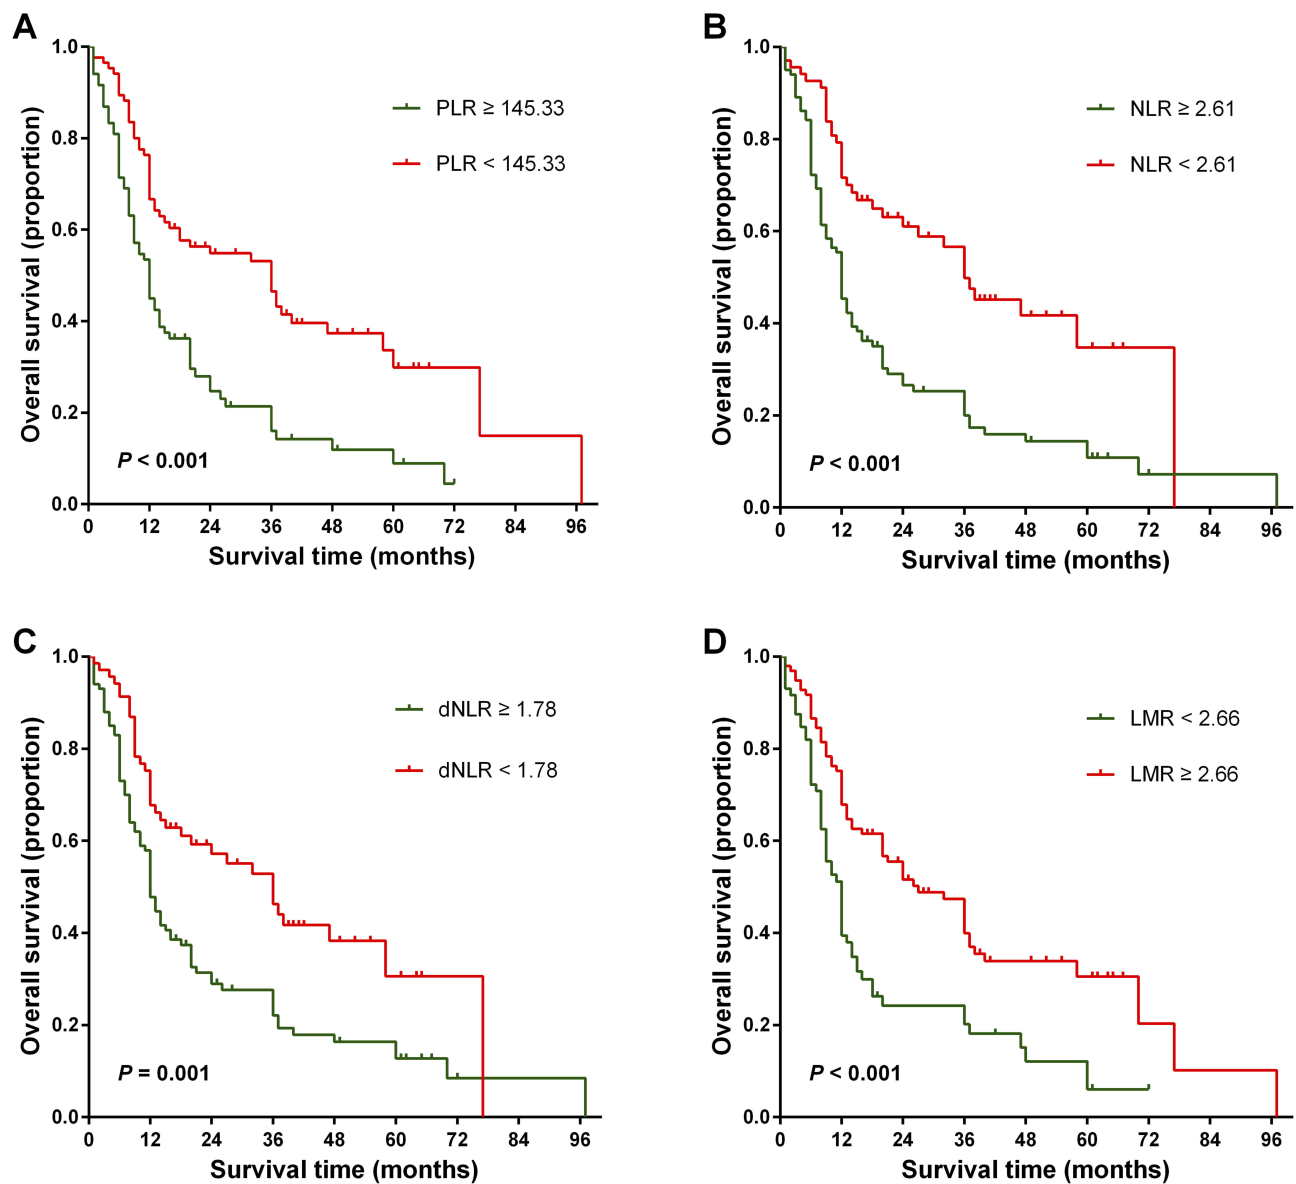 A
Overall survival (proportion)
1.0
0.8
0.6
0.4
0.2
0.0
PLR ≥ 145.33
PLR < 145.33
P < 0.001
0 12 24 36 48 60 72 84 96
Survival time (months)
B
Overall survival (proportion)
1.0
0.8
0.6
0.4
0.2
0.0
NLR ≥ 2.61
NLR < 2.61
P < 0.001
0 12 24 36 48 60 72 84 96
Survival time (months)
C
Overall survival (proportion)
1.0
0.8
0.6
0.4
0.2
0.0
dNLR ≥ 1.78
dNLR < 1.78
P = 0.001
0 12 24 36 48 60 72 84 96
Survival time (months)
D
Overall survival (proportion)
1.0
0.8
0.6
0.4
0.2
0.0
LMR < 2.66
LMR ≥ 2.66
P < 0.001
0 12 24 36 48 60 72 84 96
Survival time (months)